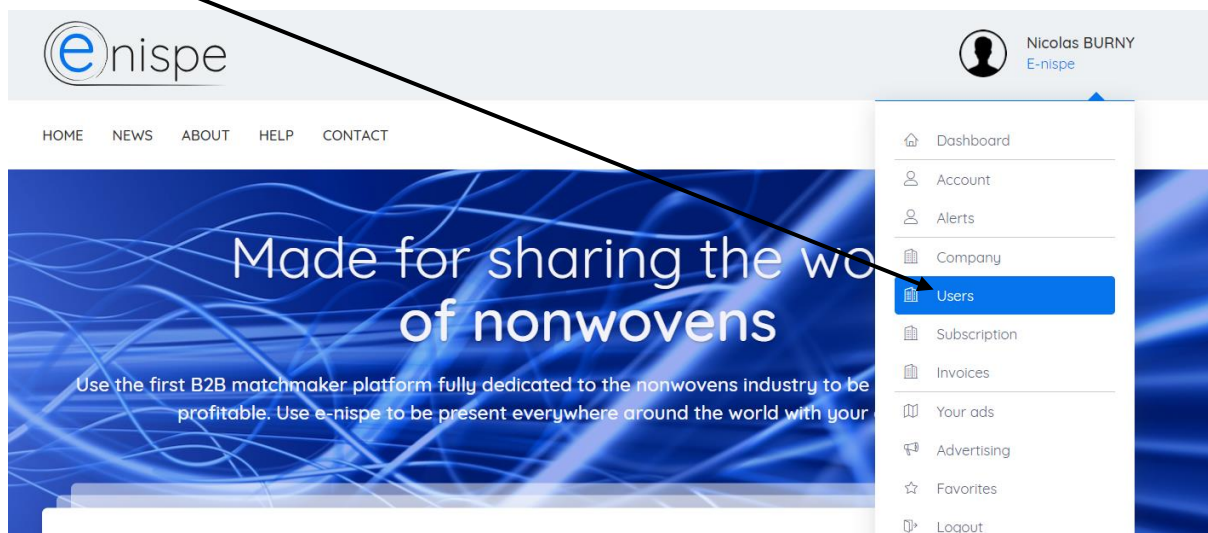 enispe
Nicolas BURNY
E-nispe
HOME NEWS ABOUT HELP CONTACT
Dashboard
Account
Alerts
Company
Users
Subscription
Invoices
Your ads
Advertising
Favorites
Logout
Made for sharing the wo
of nonwovens
Use the first B2B matchmaker platform fully dedicated to the nonwovens industry to be
profitable. Use e-nispe to be present everywhere around the world with your